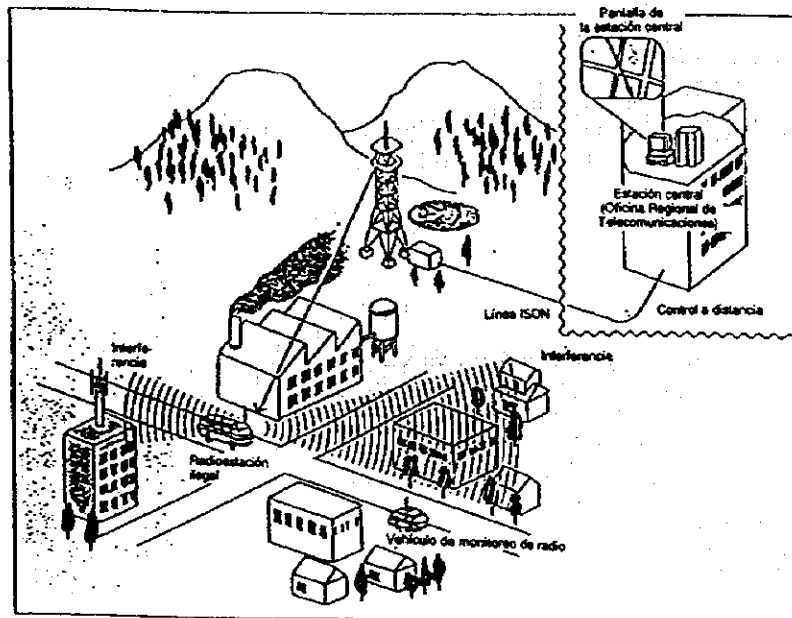 Pantalla de
la estación central
Estación central
(Oficina Regional de
Telecomunicaciones)
Control a distancia
Línea ISDN
Interfe-
rencia
Interferencia
Radioestación
ilegal
Vehículo de monitoreo de radio